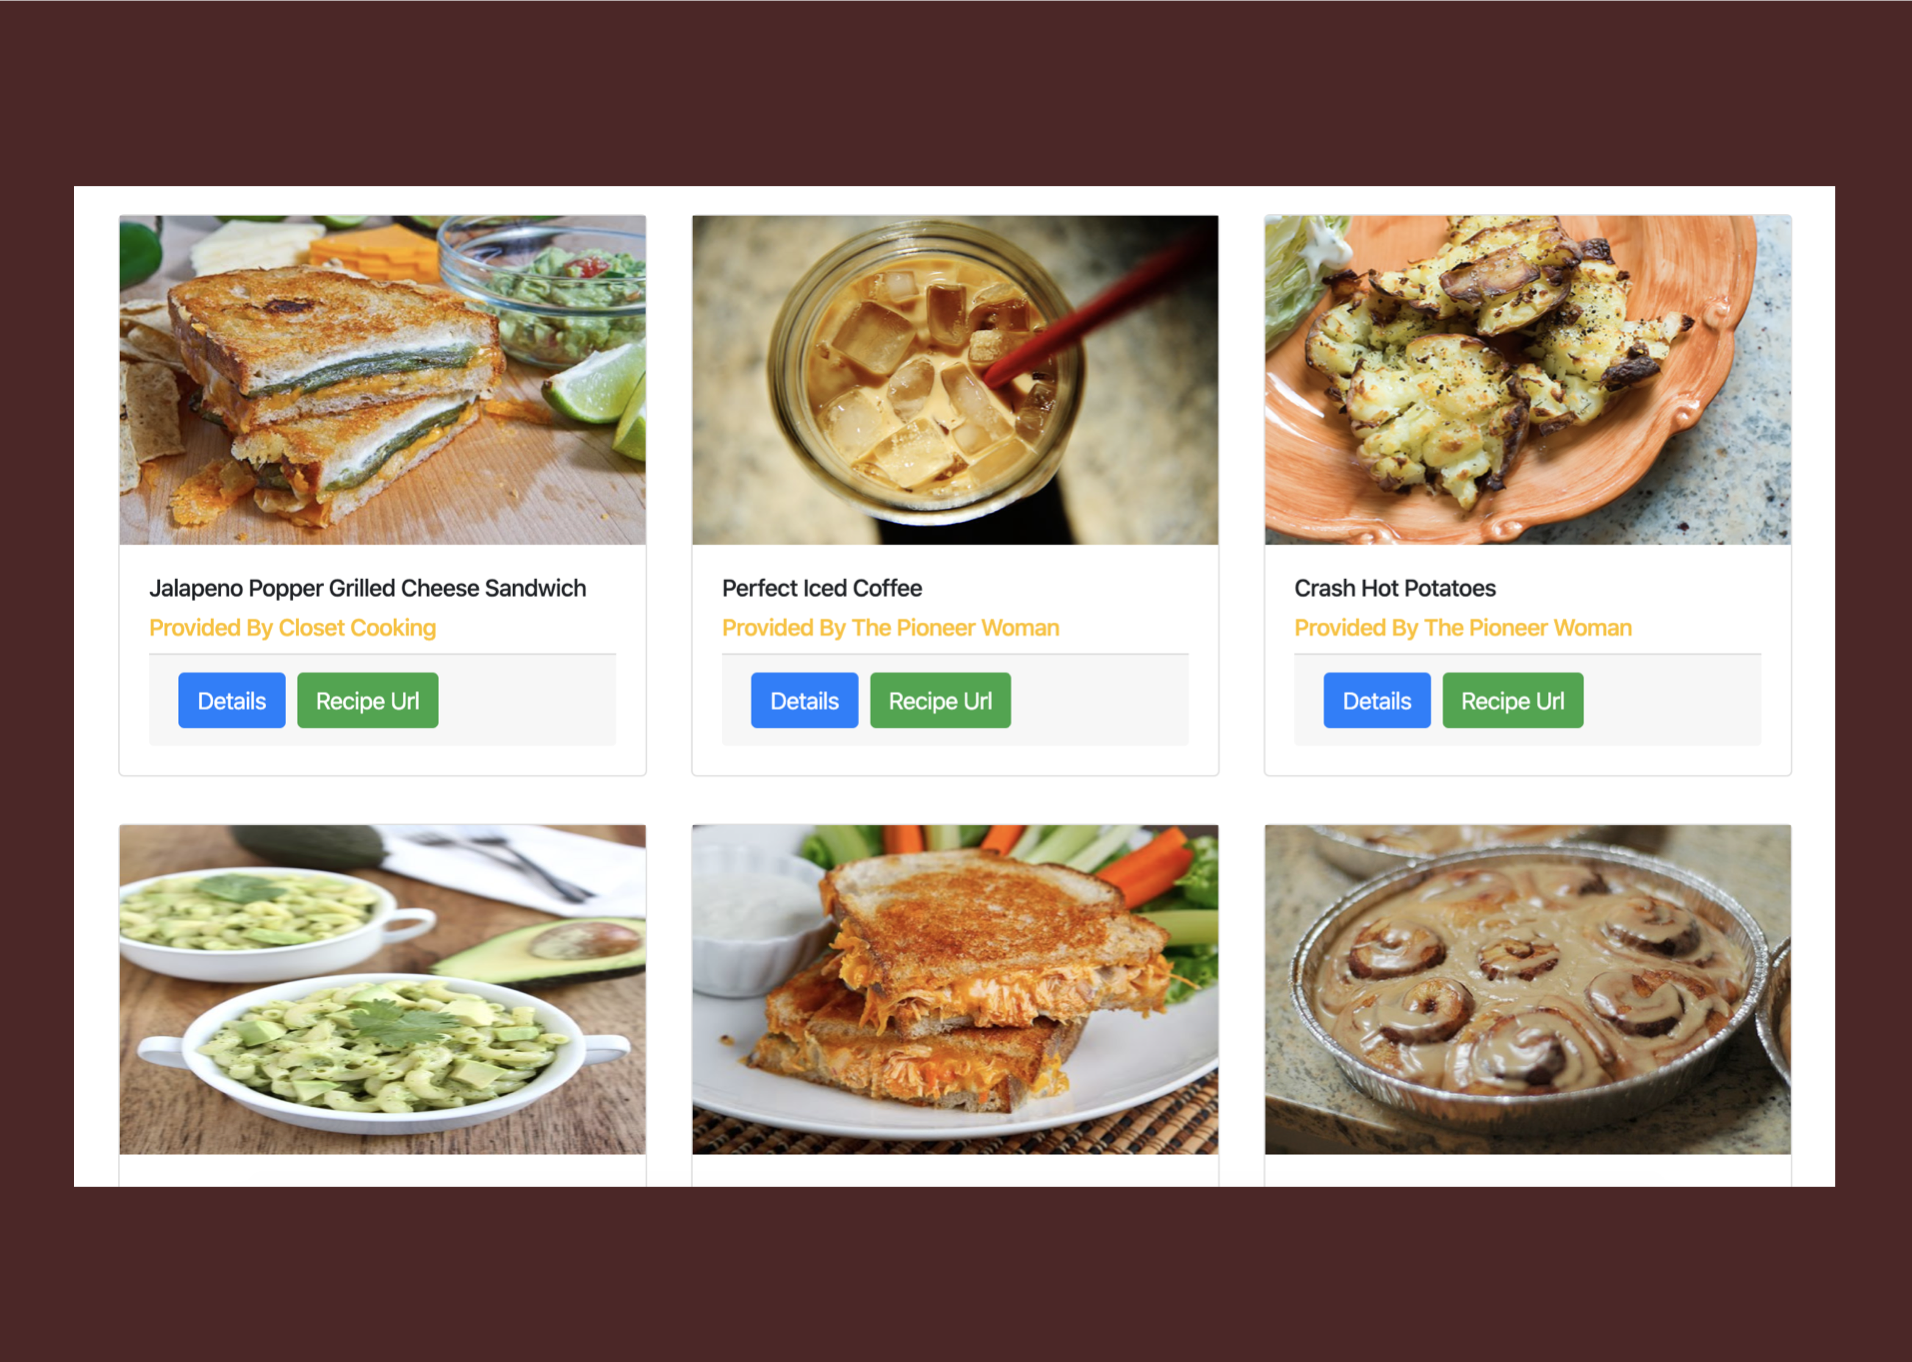 Jalapeno Popper Grilled Cheese Sandwich
Provided By Closet Cooking
Details
Recipe Url
Perfect Iced Coffee
Provided By The Pioneer Woman
Details
Recipe Url
Crash Hot Potatoes
Provided By The Pioneer Woman
Details
Recipe Url